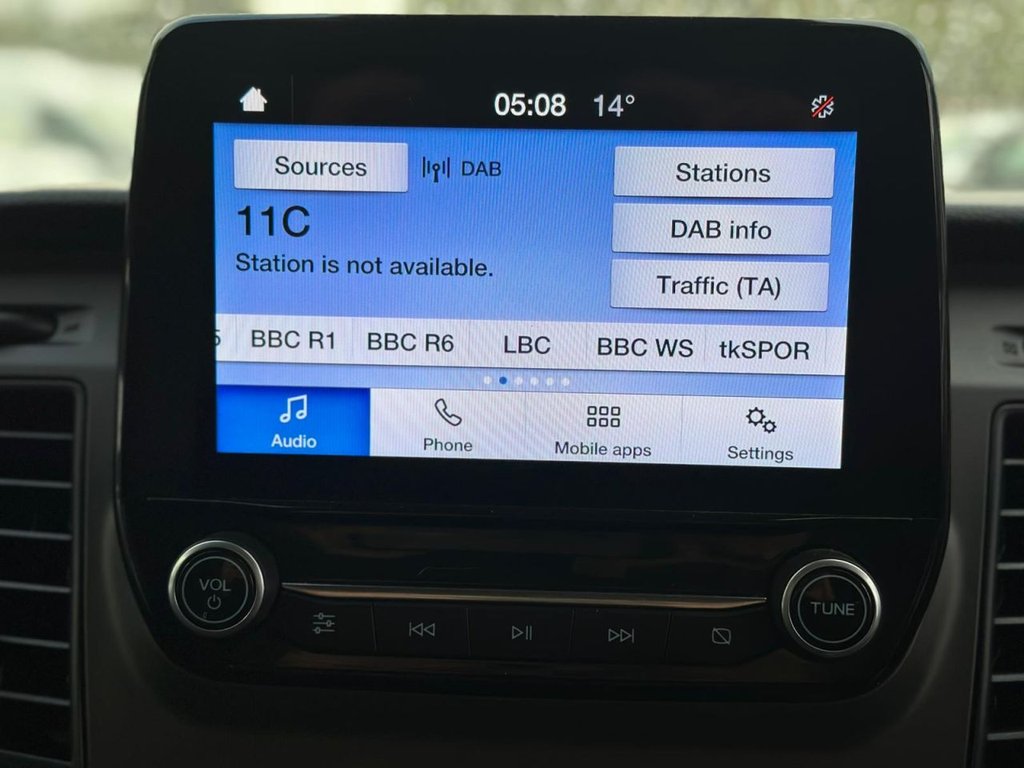 05:08 14°
Sources DAB Stations
11C
Station is not available.
DAB info
Traffic (TA)
5 BBC R1 BBC R6 LBC BBC WS tkSPOR
Audio Phone Mobile apps Settings
VOL TUNE